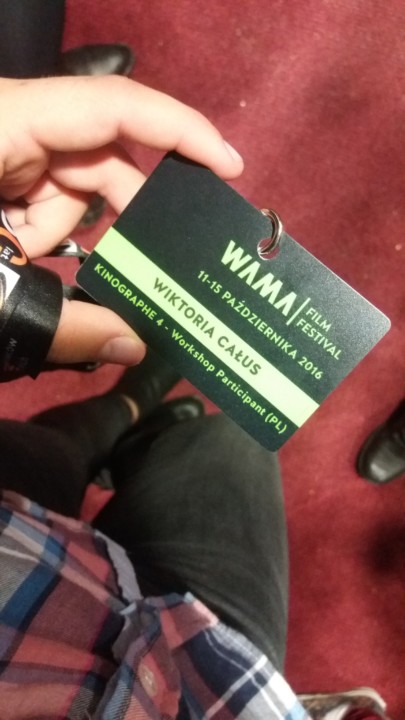 WAMA FILM FESTIVAL
11-15 PAŹDZIERNIKA 2016
WIKTORIA CAŁUS
KINOGRAPHE 4 - Workshop Participant (PL)